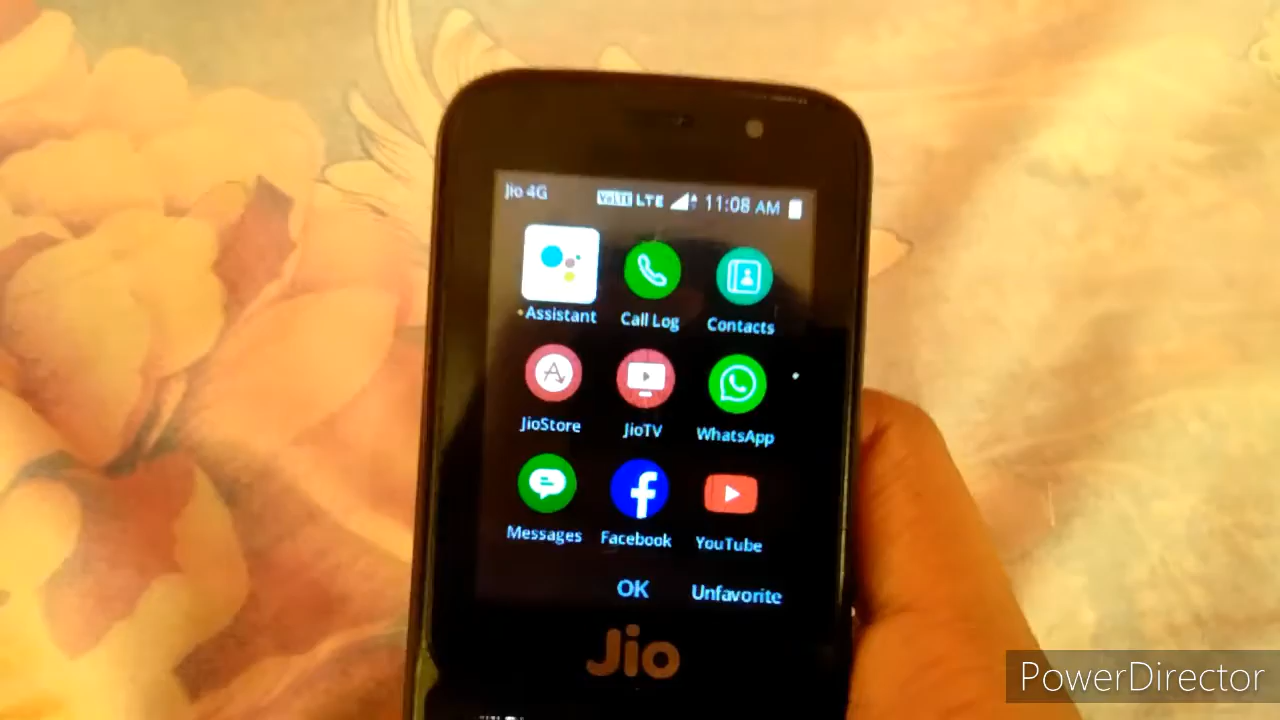 Jio 4G VoLTE LTE 11:08 AM
Assistant Call Log Contacts
JioStore JioTV WhatsApp
Messages Facebook YouTube
OK Unfavorite
Jio
PowerDirector